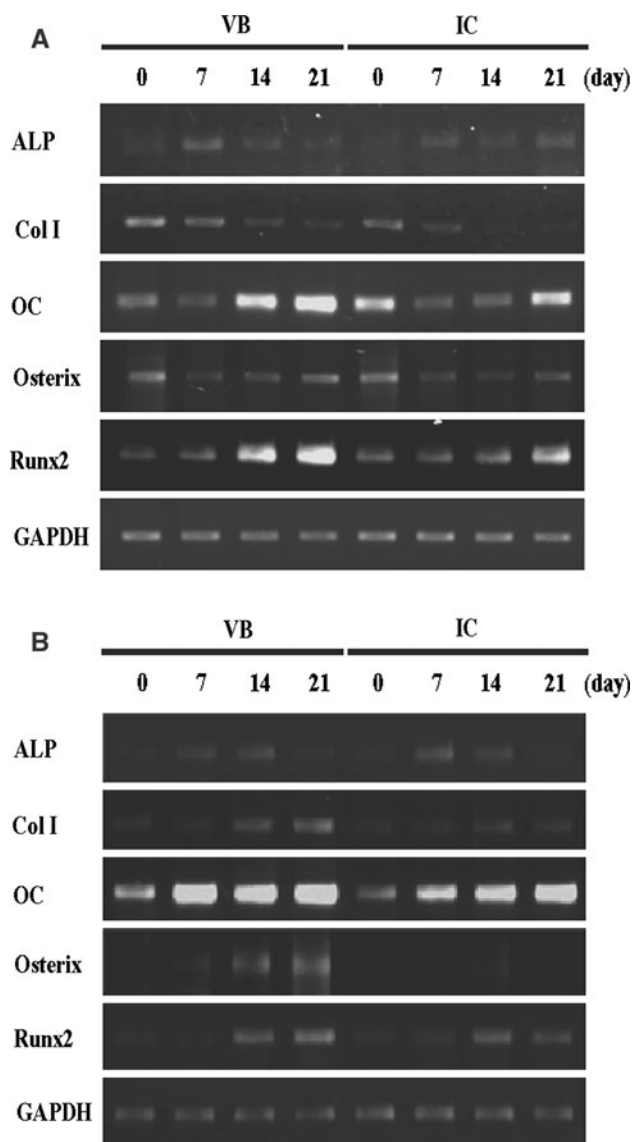 A
VB IC
0 7 14 21 0 7 14 21 (day)
ALP
Col I
OC
Osterix
Runx2
GAPDH
B
VB IC
0 7 14 21 0 7 14 21 (day)
ALP
Col I
OC
Osterix
Runx2
GAPDH